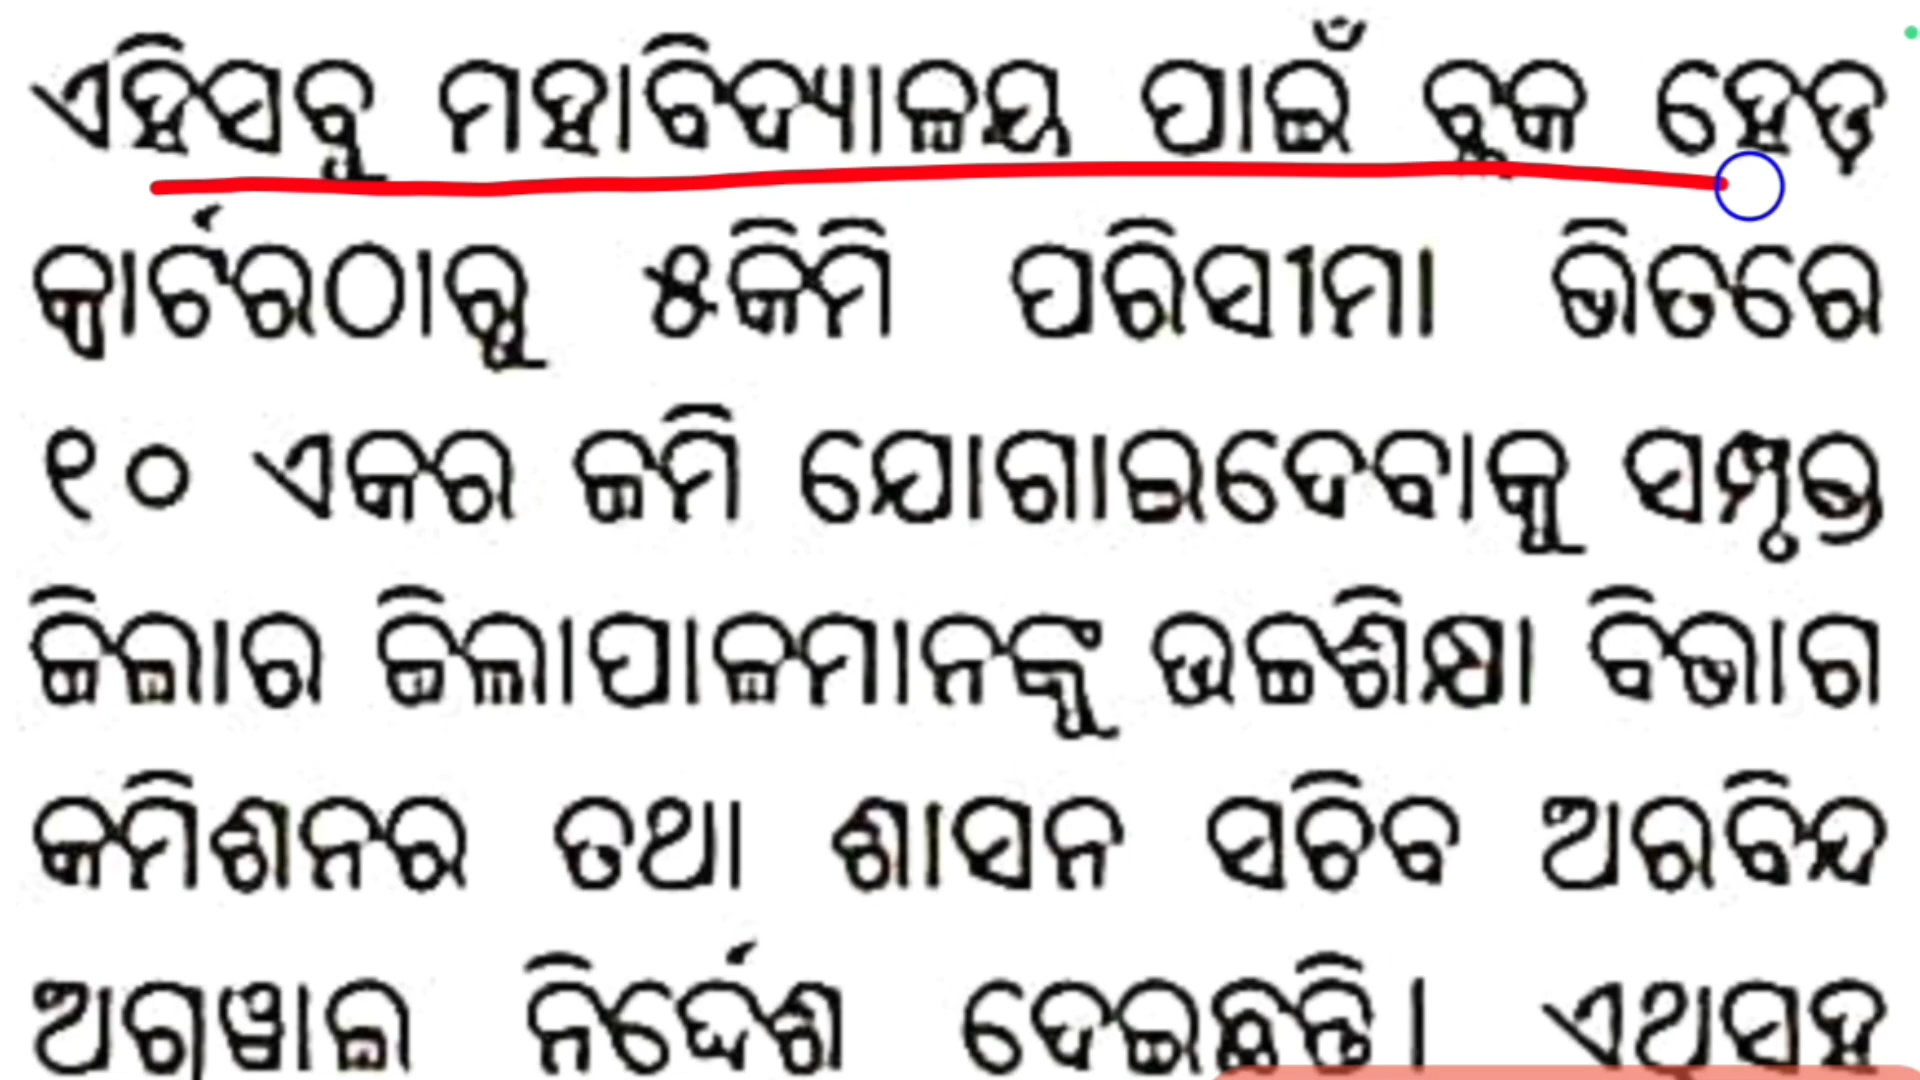 ଏହିସବୁ ମହାବିଦ୍ୟାଳୟ ପାଇଁ ବ୍ଲକ ହେଡ଼
କ୍ୱାର୍ଟରଠାରୁ ୫କିମି ପରିସୀମା ଭିତରେ
୧୦ ଏକର ଜମି ଯୋଗାଇଦେବାକୁ ସମ୍ପୃକ୍ତ
ଜିଲାର ଜିଲାପାଳମାନଙ୍କୁ ଉଚ୍ଚଶିକ୍ଷା ବିଭାଗ
କମିଶନର ତଥା ଶାସନ ସଚିବ ଅରବିନ୍ଦ
ଅଗ୍ରୱାଲ ନିର୍ଦ୍ଦେଶ ଦେଇଛନ୍ତି। ଏଥିସହ